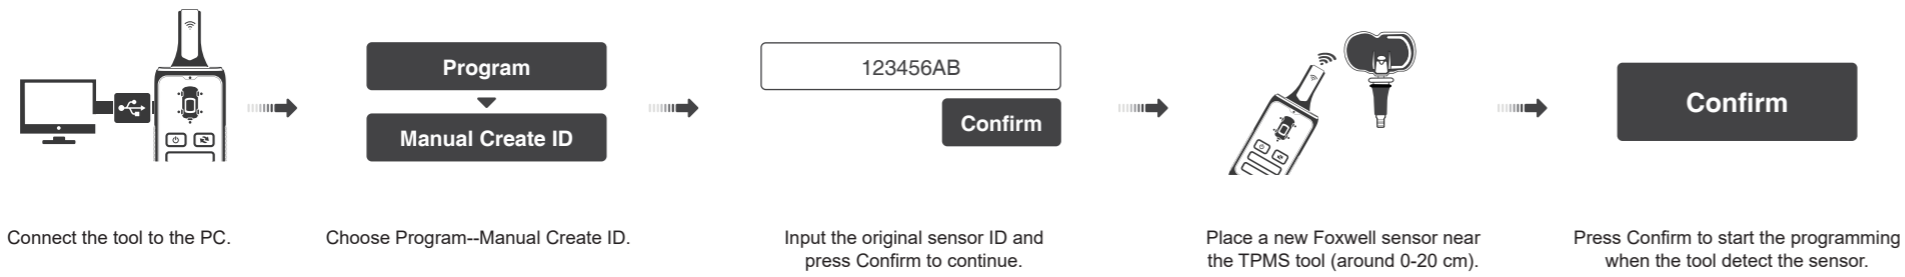 Program
Manual Create ID
123456AB
Confirm
Confirm
Connect the tool to the PC.
Choose Program--Manual Create ID.
Input the original sensor ID and
press Confirm to continue.
Place a new Foxwell sensor near
the TPMS tool (around 0-20 cm).
Press Confirm to start the programming
when the tool detect the sensor.